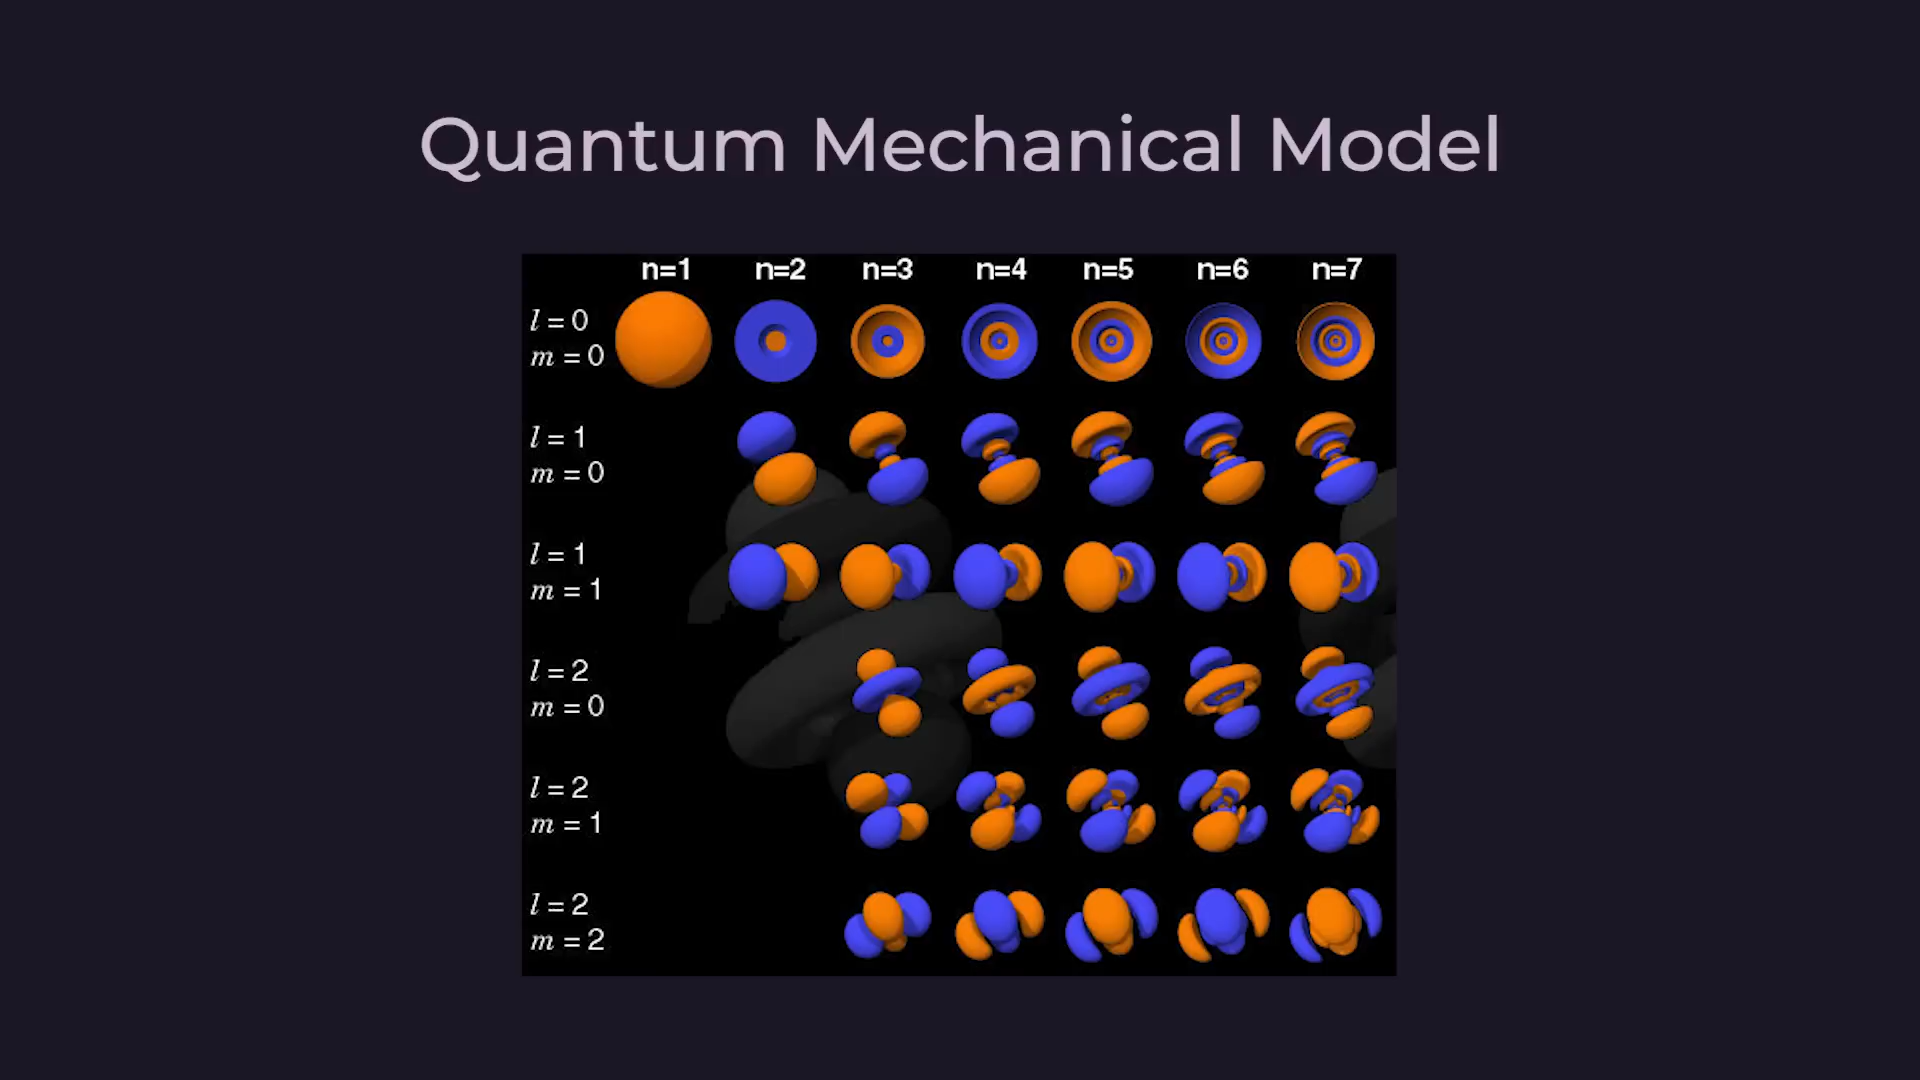 Quantum Mechanical Model
n=1 n=2 n=3 n=4 n=5 n=6 n=7
l = 0
m = 0
l = 1
m = 0
l = 1
m = 1
l = 2
m = 0
l = 2
m = 1
l = 2
m = 2